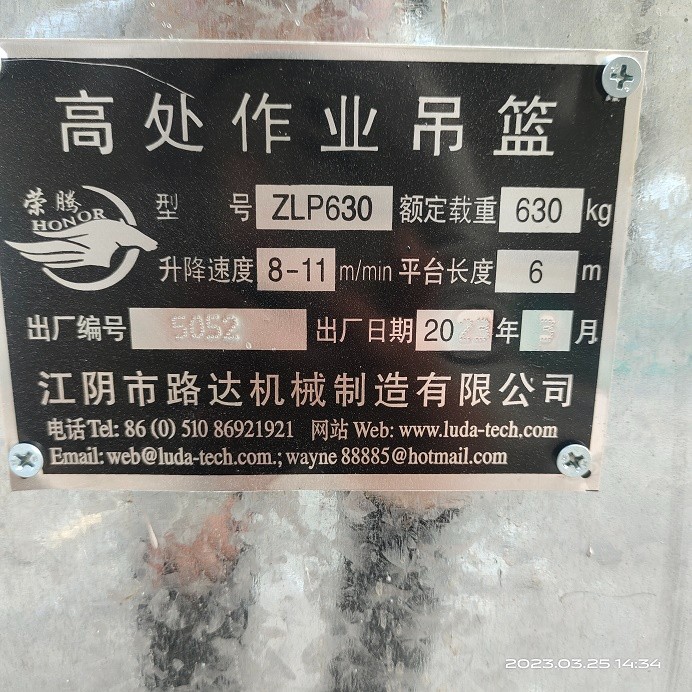 高处作业吊篮
荣腾
HONOR
型 号 ZLP630 额定载重 630 kg
升降速度 8-11 m/min 平台长度 6 m
出厂编号 5052 出厂日期 2023 年 3 月
江阴市路达机械制造有限公司
电话 Tel: 86 (0) 510 86921921 网站 Web: www.luda-tech.com
Email: web@luda-tech.com.; wayne 88885@hotmail.com
2023.03.25 14:34